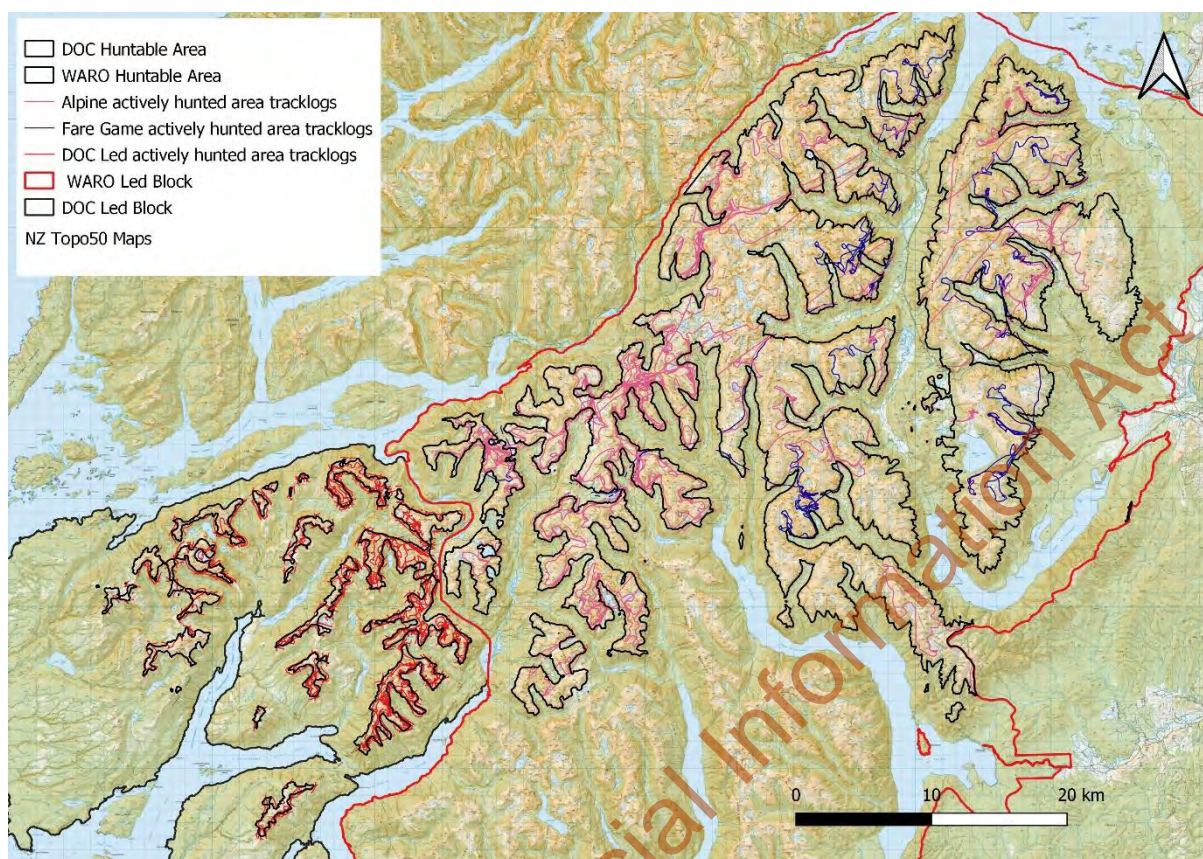 DOC Huntable Area
WARO Huntable Area
Alpine actively hunted area tracklogs
Fare Game actively hunted area tracklogs
DOC Led actively hunted area tracklogs
WARO Led Block
DOC Led Block
NZ Topo50 Maps
0 10 20 km
cial Information Act